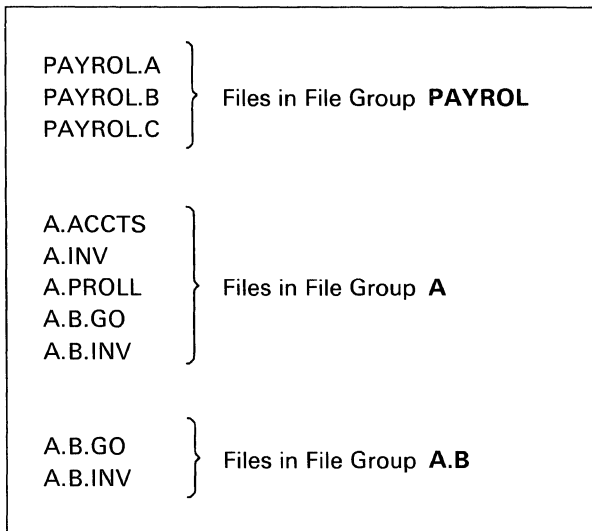 PAYROL.A
PAYROL.B
PAYROL.C
Files in File Group PAYROL
A.ACCTS
A.INV
A.PROLL
A.B.GO
A.B.INV
Files in File Group A
A.B.GO
A.B.INV
Files in File Group A.B